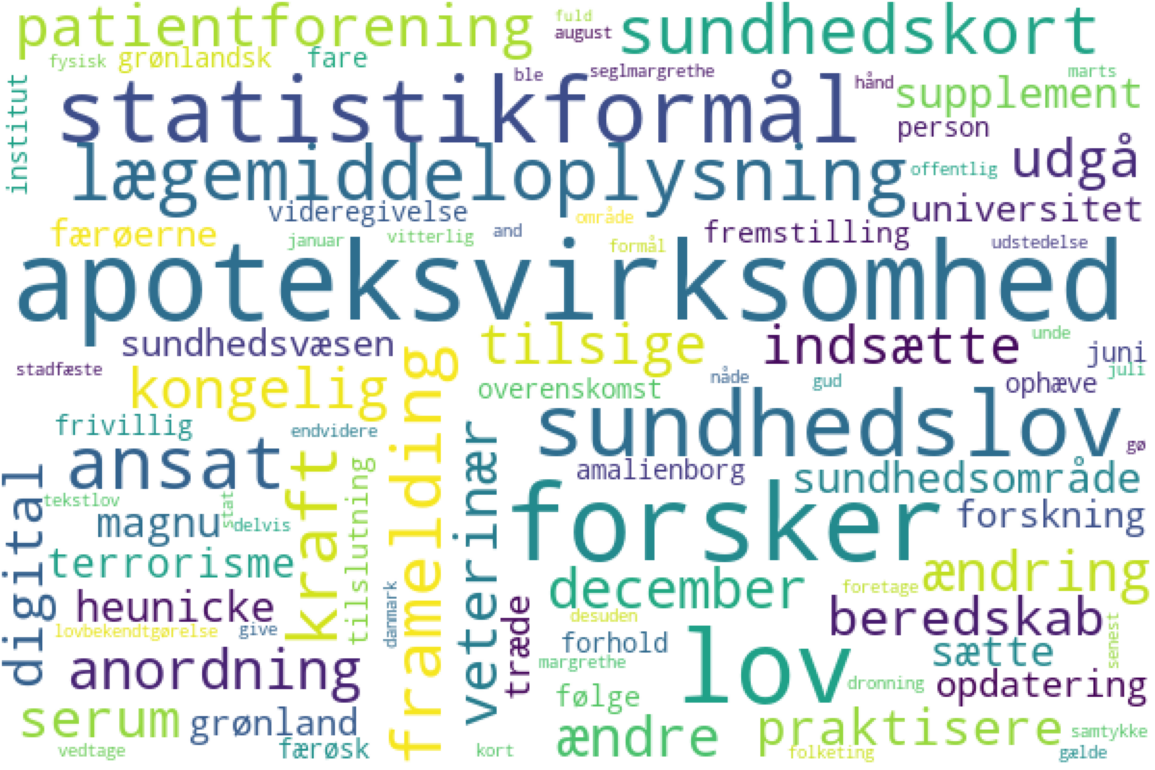 patientforening
fuld
august
sundhedskort
fysisk
grønlandsk
fare
ble
seglmargrethe
hånd
marts
institut
statistikformål
supplement
person
udgå
lægemiddeloplysning
offentlig
videregivelse
område
universitet
færøerne
januar
vitterlig
and
formål
fremstilling
udstedelse
apoteksvirksomhed
sundhedsvæsen
tilsige
indsætte
unde
juni
juli
stadfæste
kongelig
framelding
overenskomst
nåde
gud
ophæve
frivillig
endvidere
sundhedslov
gø
ansat
kraft
tilslutning
veterinær
amalienborg
sundhedsområde
digital
tekstlov
stat
delvis
magnu
forsker
forskning
terrorisme
december
foretage
ændring
heunicke
danmark
træde
desuden
beredskab
lovbekendtgørelse
give
forhold
lov
sætte
senest
anordning
margrethe
følge
dronning
opdatering
serum
grønland
ændre
praktisere
samtykke
vedtage
færøsk
kort
folketing
gælde